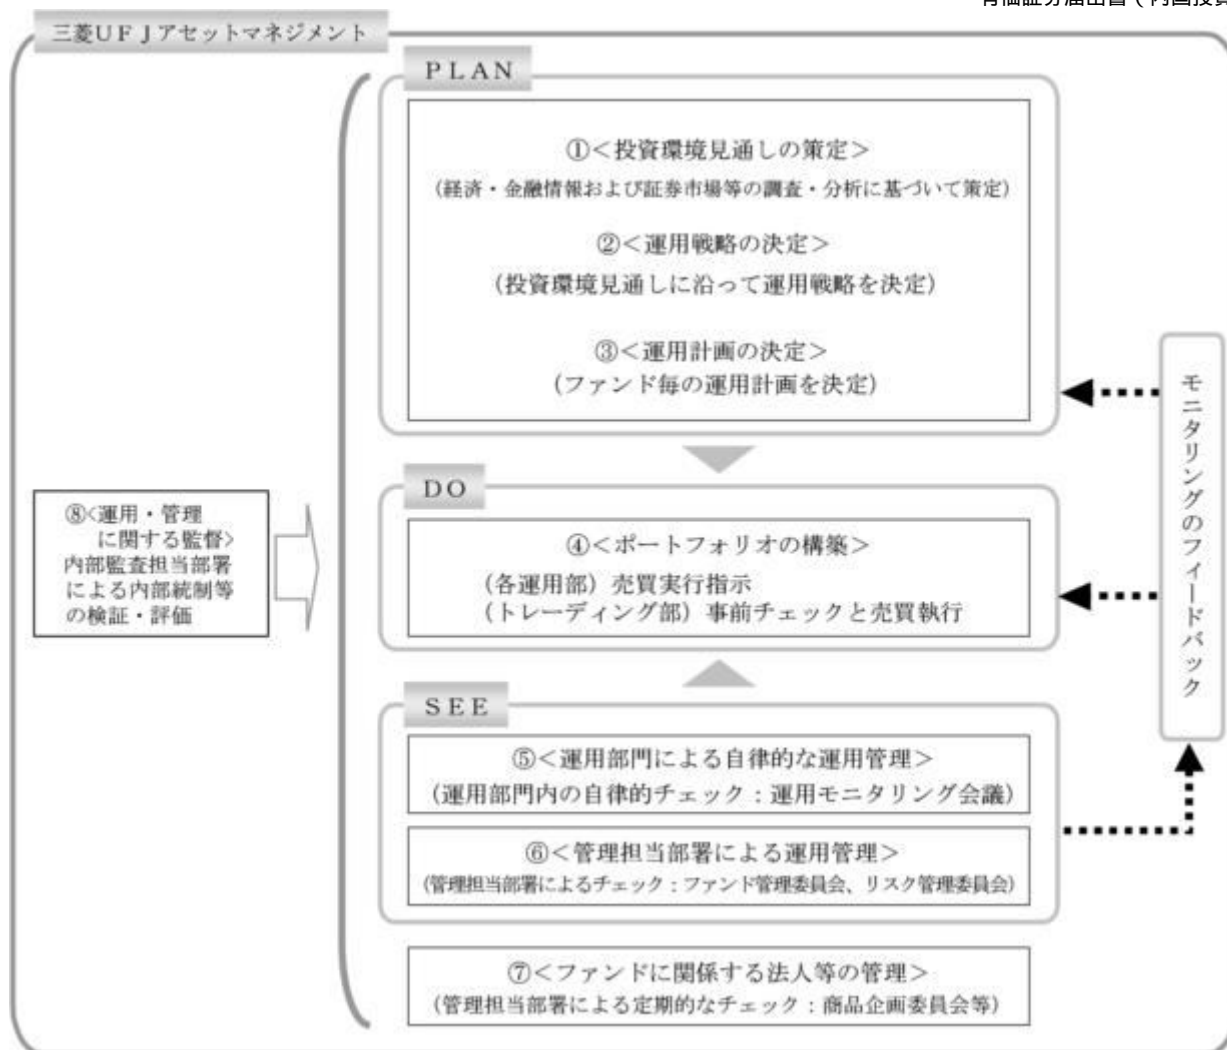 三菱UFJアセットマネジメント
PLAN
①<投資環境見通しの策定>
(経済・金融情報および証券市場等の調査・分析に基づいて策定)
②<運用戦略の決定>
(投資環境見通しに沿って運用戦略を決定)
③<運用計画の決定>
(ファンド毎の運用計画を決定)
DO
④<ポートフォリオの構築>
(各運用部)売買実行指示
(トレーディング部)事前チェックと売買執行
SEE
⑤<運用部門による自律的な運用管理>
(運用部門内の自律的チェック:運用モニタリング会議)
⑥<管理担当部署による運用管理>
(管理担当部署によるチェック:ファンド管理委員会、リスク管理委員会)
⑦<ファンドに関係する法人等の管理>
(管理担当部署による定期的なチェック:商品企画委員会等)
⑧<運用・管理
に関する監督>
内部監査担当部署
による内部統制等
の検証・評価
モニタリングのフィードバック